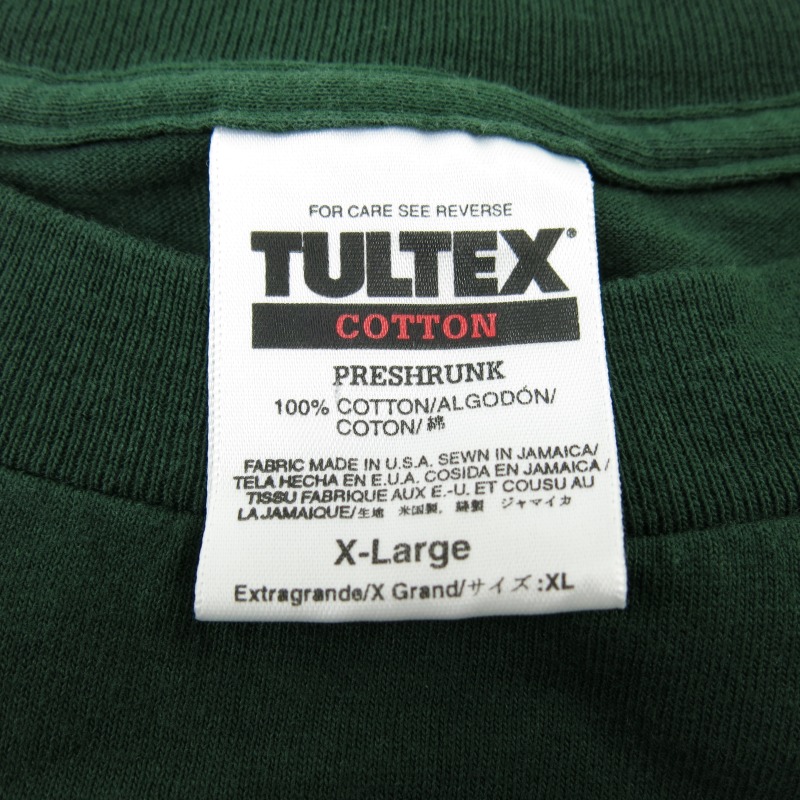 FOR CARE SEE REVERSE
TULTEX®
COTTON
PRESHRUNK
100% COTTON/ALGODÓN/
COTON/綿
FABRIC MADE IN U.S.A. SEWN IN JAMAICA/
TELA HECHA EN E.U.A. COSIDA EN JAMAICA/
TISSU FABRIQUE AUX E.-U. ET COUSU AU
LA JAMAIQUE/生地 米国製, 縫製 ジャマイカ
X-Large
Extragrande/X Grand/サイズ:XL